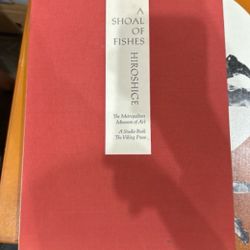 A
SHOAL
OF
FISHES
HIROSHIGE
The Metropolitan
Museum of Art
A Studio Book
The Viking Press